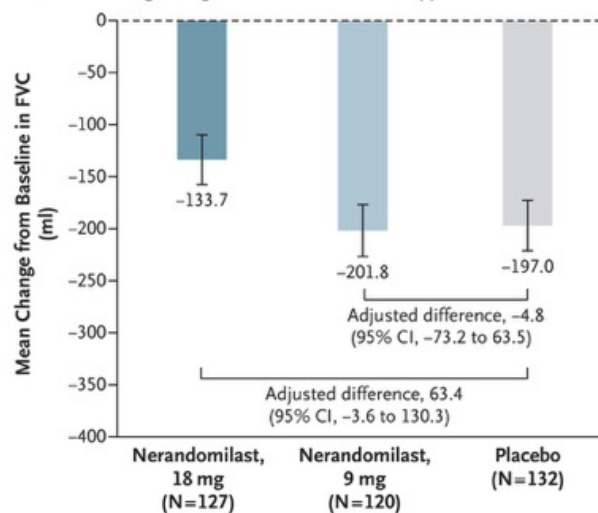 0
−50
−100
−150
−200
−250
−300
−350
−400
Mean Change from Baseline in FVC
(ml)
−133.7
−201.8
−197.0
Adjusted difference, −4.8
(95% CI, −73.2 to 63.5)
Adjusted difference, 63.4
(95% CI, −3.6 to 130.3)
Nerandomilast,
18 mg
(N=127)
Nerandomilast,
9 mg
(N=120)
Placebo
(N=132)